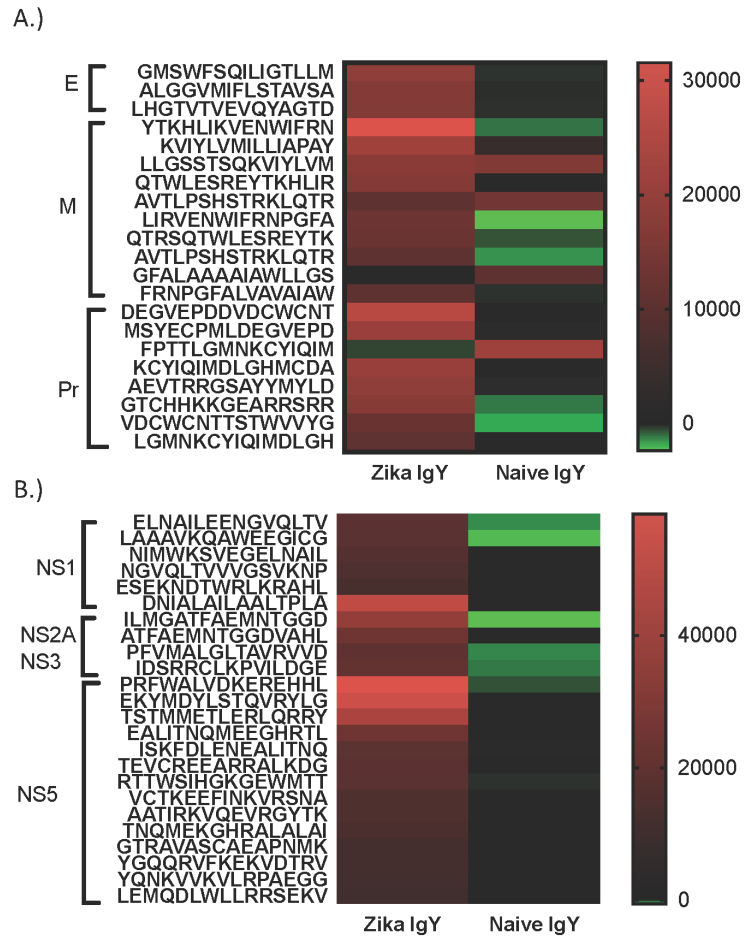 A.)
E
GMSWFSQILIGTLLM
ALGGVMIFLSTAVSA
LHGTVTVEVQYAGTD
M
YTKHLIKVENWIFRN
KVIYLVMILLIAPAY
LLGSSTSQKVIYLVM
QTWLESREYTKHLIR
AVTLPSHSTRKLQTR
LIRVENWIFRNPGFA
QTRSQTWLESREYTK
AVTLPSHSTRKLQTR
GFALAAAAIAWLLGS
FRNPGFALVAVAIAW
Pr
DEGVEPDDVDCWCNT
MSYECPMLDEGVEPD
FPTTLGMNKCYIQIM
KCYIQIMDLGHMCDA
AEVTRRGSAYYMYLD
GTCHHKKGEARRSRR
VDCWCNTTSTWVVYG
LGMNKCYIQIMDLGH
Zika IgY Naive IgY
30000
20000
10000
0
B.)
NS1
ELNAILEENGVQLTV
LAAAVKQAWEEGICG
NIMWKSVEGELNAIL
NGVQLTVVVGSVKNP
ESEKNDTWRLKRAHL
DNIALAILAALTPLA
NS2A
NS3
ILMGATFAEMNTGGD
ATFAEMNTGGDVAHL
PFVMALGLTAVRVVD
IDSRRCLKPVILDGE
NS5
PRFWALVDKEREHHL
EKYMDYLSTQVRYLG
TSTMMETLERLQRRY
EALITNQMEEGHRTL
ISKFDLENEALITNQ
TEVCREEARRALKDG
RTTWSIHGKGEWMTT
VCTKEEFINKVRSNA
AATIRKVQEVRGYTK
TNQMEKGHRALALAI
GTRAVASCAEAPNMK
YGQQRVFKEKVDTRV
YQNKVVKVLRPAEGG
LEMQDLWLLRRSEKV
Zika IgY Naive IgY
40000
20000
0